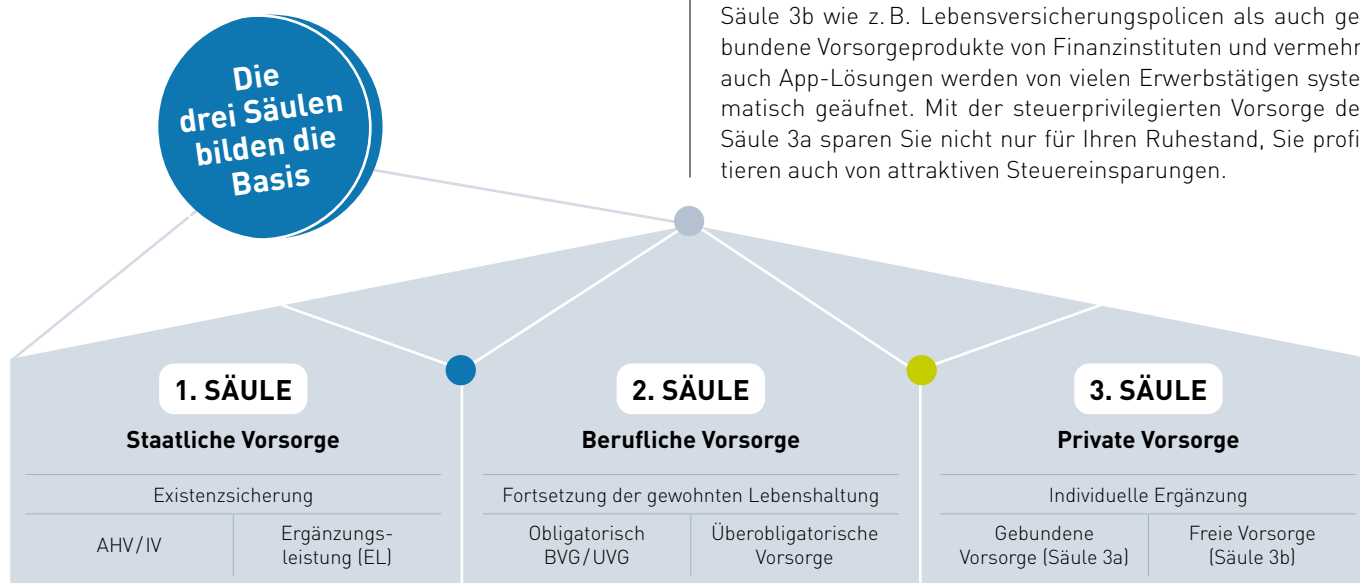 Säule 3b wie z. B. Lebensversicherungspolicen als auch ge
bundene Vorsorgeprodukte von Finanzinstituten und vermehr
auch App-Lösungen werden von vielen Erwerbstätigen syste
matisch geäufnet. Mit der steuerprivilegierten Vorsorge de
Säule 3a sparen Sie nicht nur für Ihren Ruhestand, Sie profi
tieren auch von attraktiven Steuereinsparungen.
Die
drei Säulen
bilden die
Basis
1. SÄULE
Staatliche Vorsorge
Existenzsicherung
AHV/IV
Ergänzungs-
leistung (EL)
2. SÄULE
Berufliche Vorsorge
Fortsetzung der gewohnten Lebenshaltung
Obligatorisch
BVG/UVG
Überobligatorische
Vorsorge
3. SÄULE
Private Vorsorge
Individuelle Ergänzung
Gebundene
Vorsorge (Säule 3a)
Freie Vorsorge
(Säule 3b)